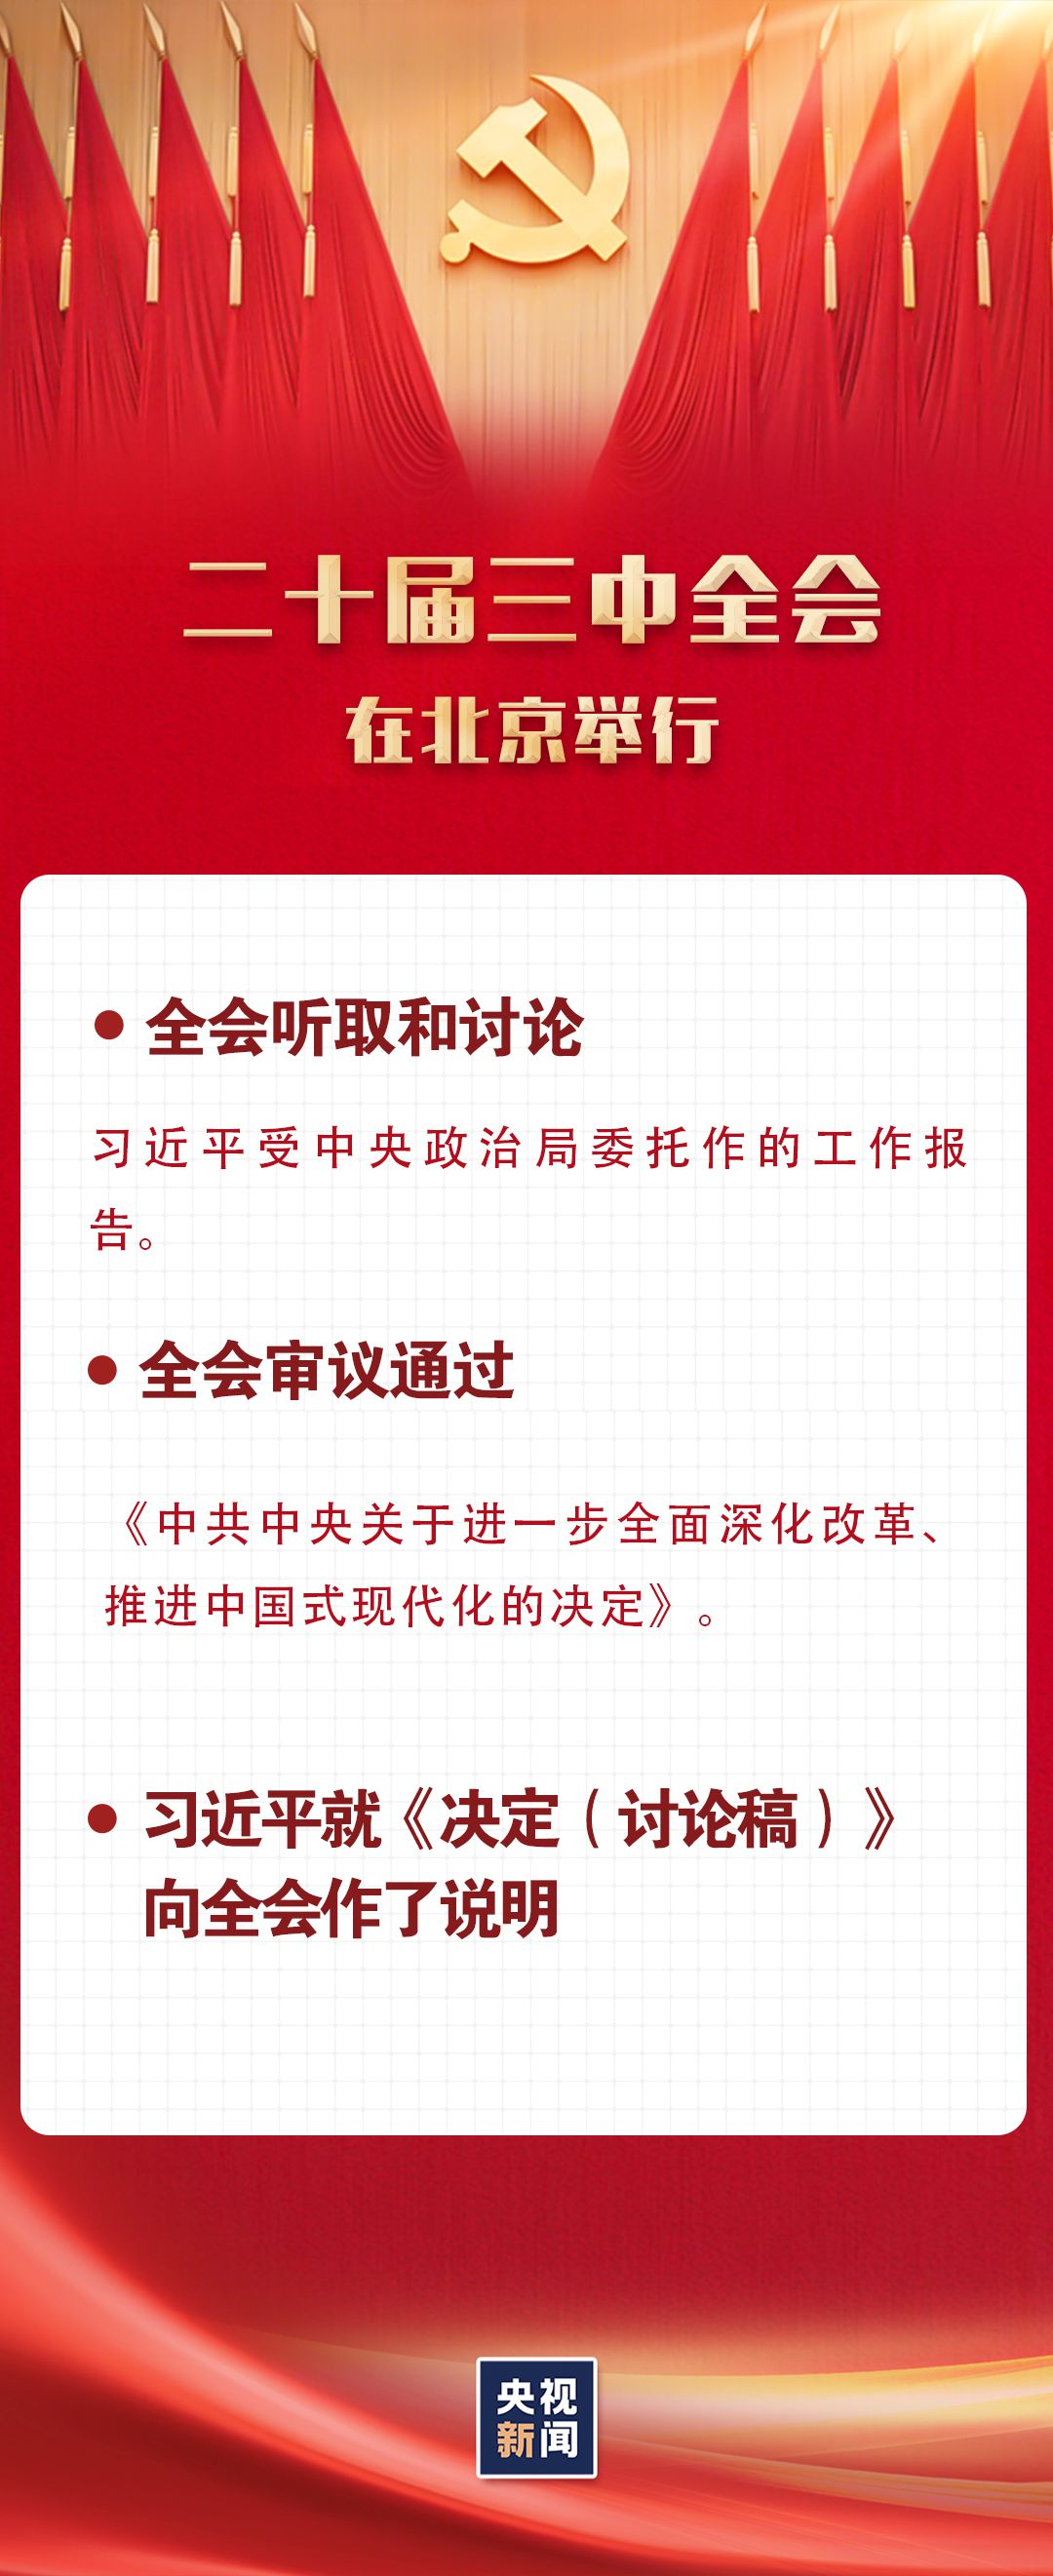 二十届三中全会
在北京举行
● 全会听取和讨论
习近平受中央政治局委托作的工作报
告。
● 全会审议通过
《中共中央关于进一步全面深化改革、
推进中国式现代化的决定》。
● 习近平就《决定（讨论稿）》
向全会作了说明
央视
新闻